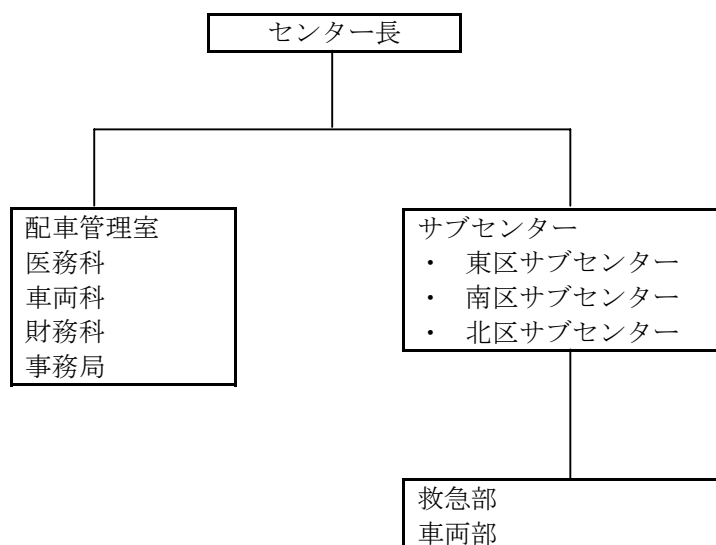 センター長
配車管理室
医務科
車両科
財務科
事務局
サブセンター
・ 東区サブセンター
・ 南区サブセンター
・ 北区サブセンター
救急部
車両部